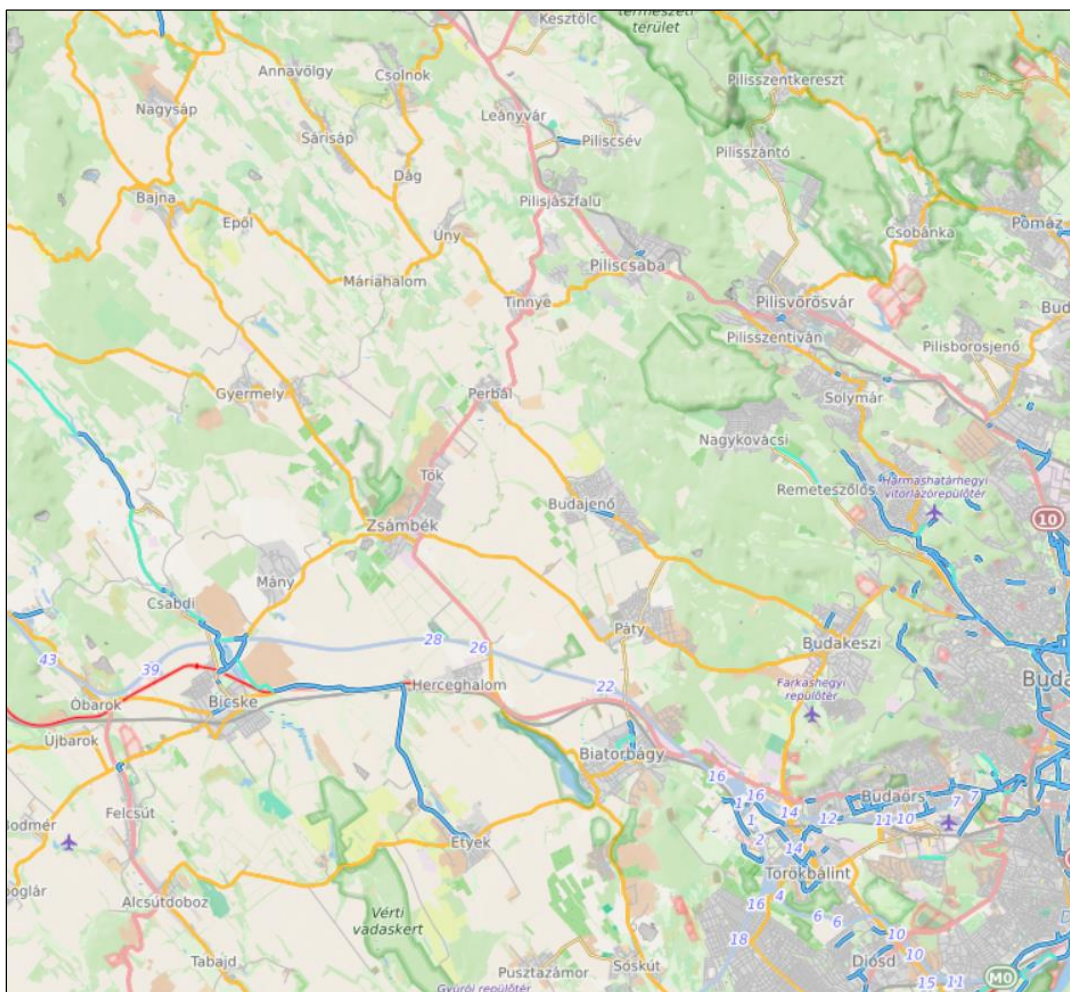 Kesztölc
természeti
terület
Annavölgy
Csolnok
Pilisszentkereszt
Nagysáp
Leányvár
Sárisáp
Piliscsév
Pilisszántó
Dág
Bajna
Pilisjászfalu
Epöl
Úny
Csobánka
Pomáz
Piliscsaba
Máriahalom
Tinnye
Pilisvörösvár
Bud
Pilisszentiván
Pilisborosjenő
Gyermely
Perbál
Solymár
Nagykovácsi
Tök
Remeteszőlős
Hármashatárhegyi
vitorlázórepülőtér
Budajenő
Zsámbék
10
Mány
Csabdi
Páty
Budakeszi
28
26
43
39
Herceghalom
22
Farkashegyi
repülőtér
Buda
Óbarok
Bicske
Újbarok
Biatorbágy
16
16
Budaörs
7
7
Felcsút
1
1
14
12
11
10
Bodmér
2
14
Etyek
Törökbálint
boglár
Alcsútdoboz
16
4
6
6
Vérti
vadaskert
18
10
10
Tabajd
Pusztazámor
Sóskút
Diósd
15
11
M0
Gyúrói repülőtér